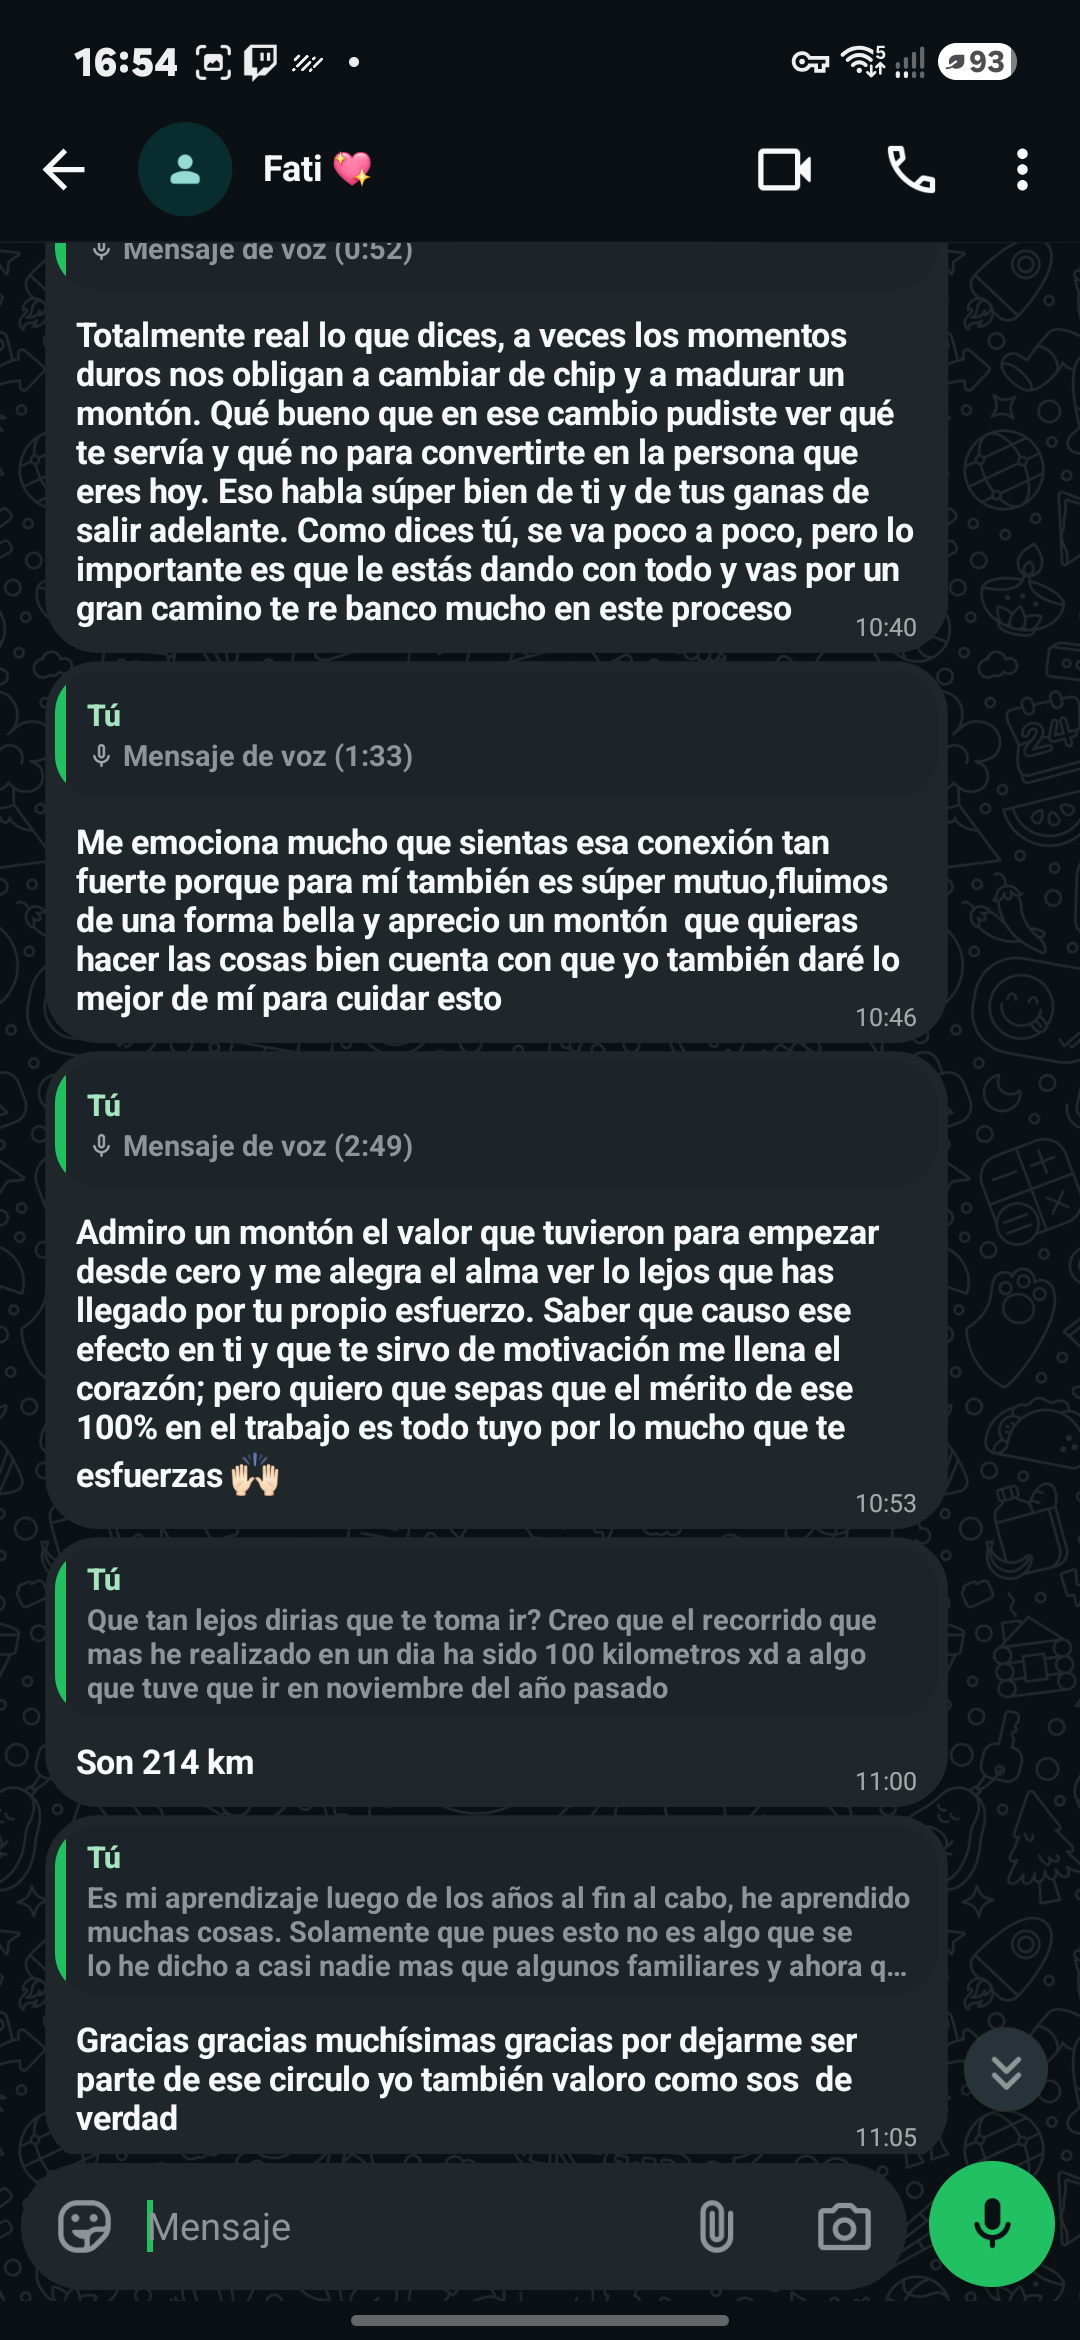 16:54
5
93
Fati 💖
Mensaje de voz (0:52)
Totalmente real lo que dices, a veces los momentos
duros nos obligan a cambiar de chip y a madurar un
montón. Qué bueno que en ese cambio pudiste ver qué
te servía y qué no para convertirte en la persona que
eres hoy. Eso habla súper bien de ti y de tus ganas de
salir adelante. Como dices tú, se va poco a poco, pero lo
importante es que le estás dando con todo y vas por un
gran camino te re banco mucho en este proceso
10:40
Tú
Mensaje de voz (1:33)
Me emociona mucho que sientas esa conexión tan
fuerte porque para mí también es súper mutuo,fluimos
de una forma bella y aprecio un montón  que quieras
hacer las cosas bien cuenta con que yo también daré lo
mejor de mí para cuidar esto
10:46
Tú
Mensaje de voz (2:49)
Admiro un montón el valor que tuvieron para empezar
desde cero y me alegra el alma ver lo lejos que has
llegado por tu propio esfuerzo. Saber que causo ese
efecto en ti y que te sirvo de motivación me llena el
corazón; pero quiero que sepas que el mérito de ese
100% en el trabajo es todo tuyo por lo mucho que te
esfuerzas 🙌🏻
10:53
Tú
Que tan lejos dirias que te toma ir? Creo que el recorrido que
mas he realizado en un dia ha sido 100 kilometros xd a algo
que tuve que ir en noviembre del año pasado
Son 214 km
11:00
Tú
Es mi aprendizaje luego de los años al fin al cabo, he aprendido
muchas cosas. Solamente que pues esto no es algo que se
lo he dicho a casi nadie mas que algunos familiares y ahora q...
Gracias gracias muchísimas gracias por dejarme ser
parte de ese circulo yo también valoro como sos  de
verdad
11:05
Mensaje